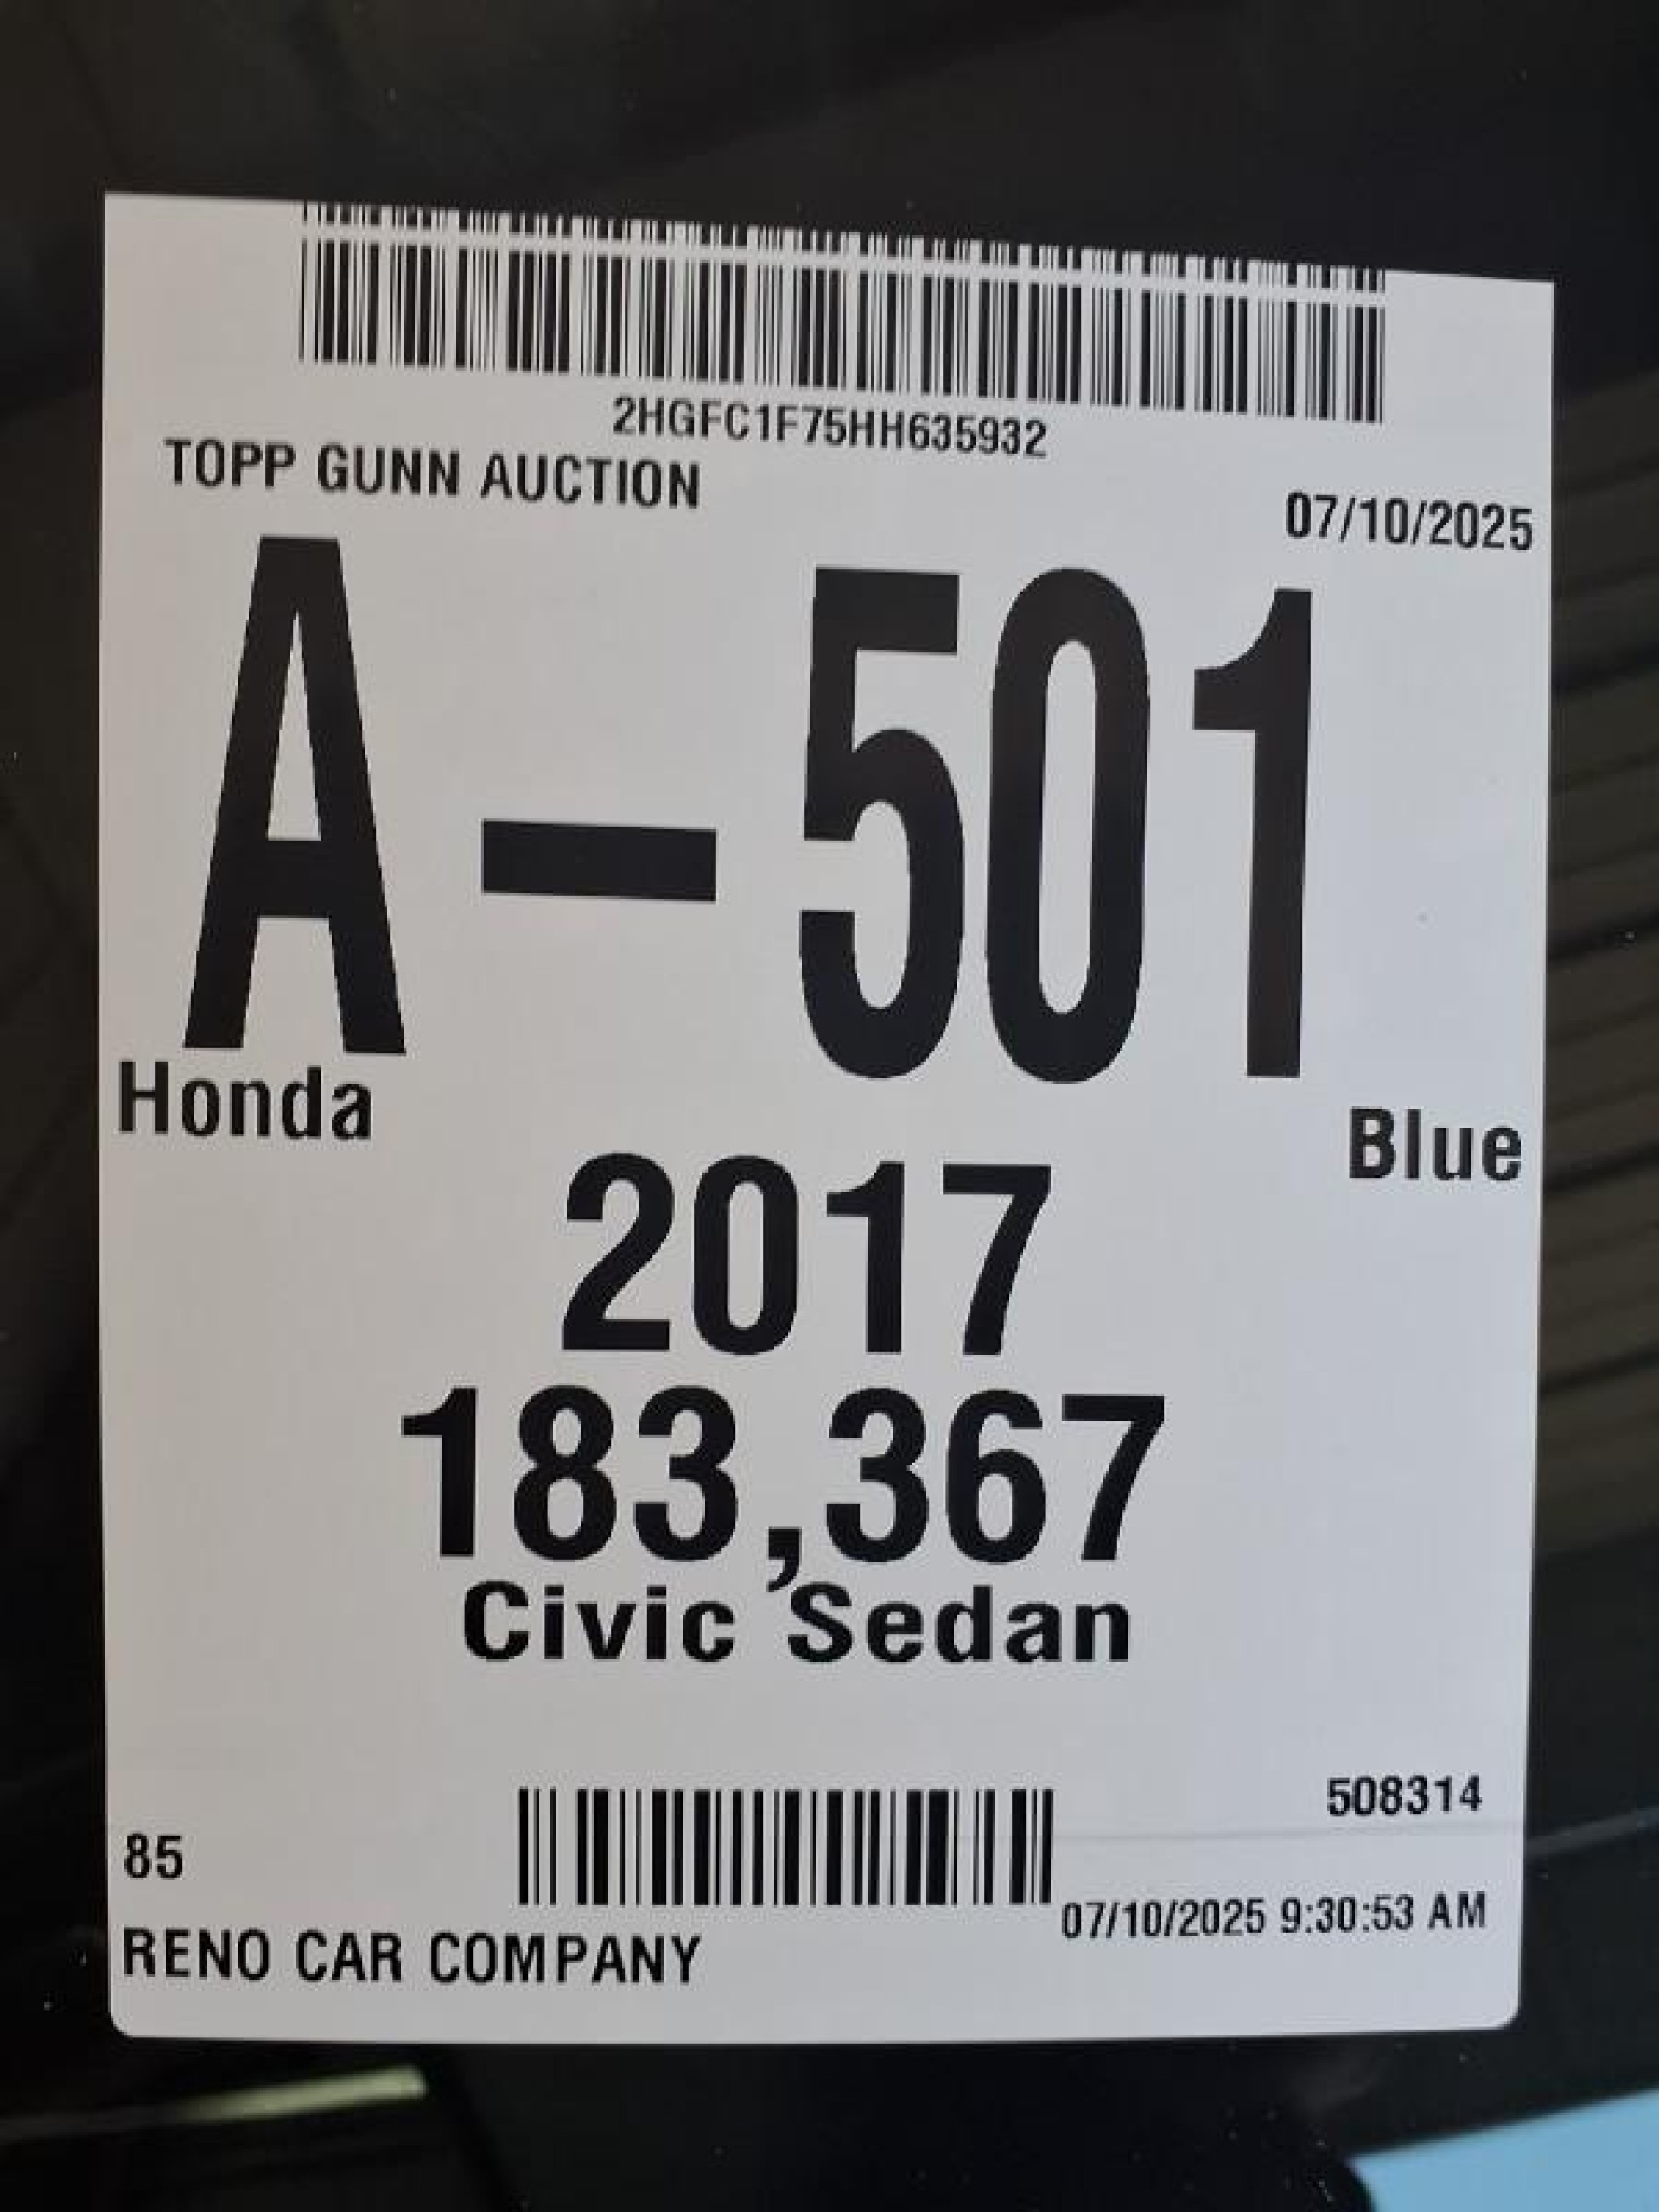 2HGFC1F75HH635932
TOPP GUNN AUCTION
07/10/2025
A-501
Honda
Blue
2017
183,367
Civic Sedan
508314
85
07/10/2025 9:30:53 AM
RENO CAR COMPANY